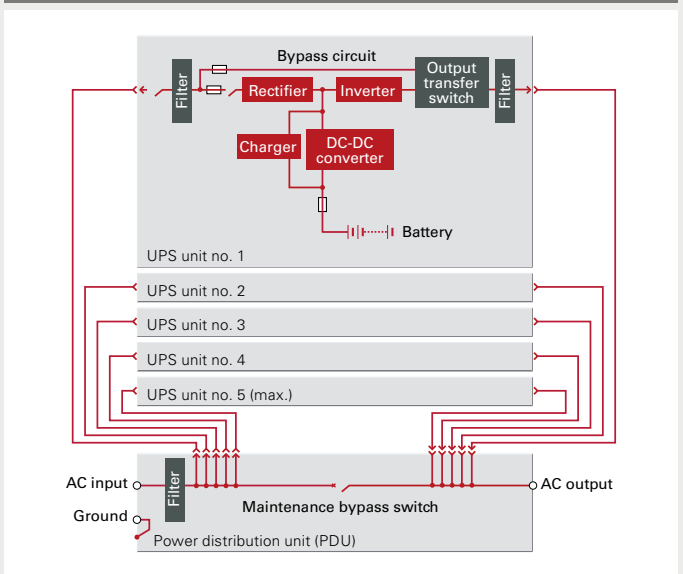 Bypass circuit
Filter
Rectifier
Inverter
Output
transfer
switch
Filter
Charger
DC-DC
converter
Battery
UPS unit no. 1
UPS unit no. 2
UPS unit no. 3
UPS unit no. 4
UPS unit no. 5 (max.)
AC input
Filter
AC output
Maintenance bypass switch
Ground
Power distribution unit (PDU)